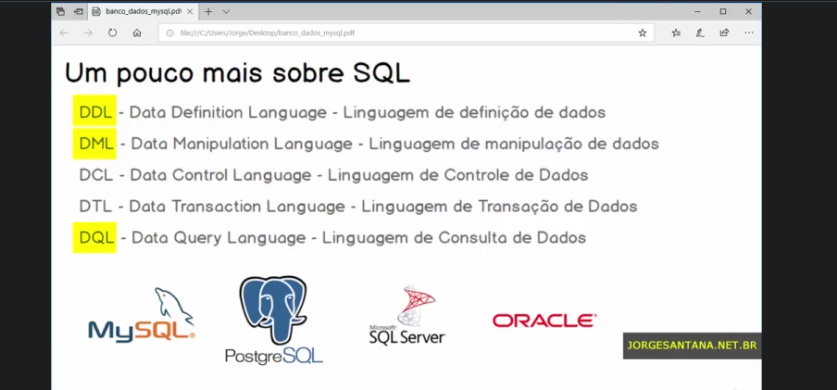 banco_dados_mysql.pdf
file:///C:/Users/Jorge/Desktop/banco_dados_mysql.pdf
Um pouco mais sobre SQL
DDL - Data Definition Language - Linguagem de definição de dados
DML - Data Manipulation Language - Linguagem de manipulação de dados
DCL - Data Control Language - Linguagem de Controle de Dados
DTL - Data Transaction Language - Linguagem de Transação de Dados
DQL - Data Query Language - Linguagem de Consulta de Dados
MySQL®
PostgreSQL
Microsoft
SQL Server
ORACLE®
JORGESANTANA.NET.BR